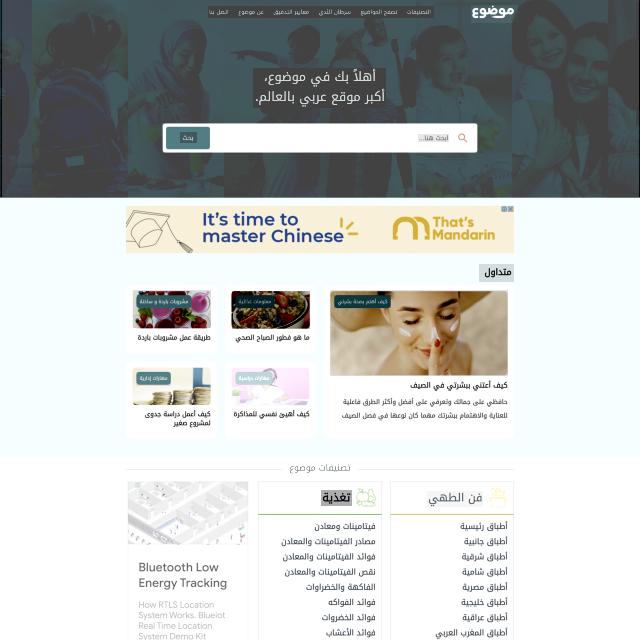 موضوع
التصنيفات
تصفح المواضيع
سرطان الثدي
معايير التدقيق
عن موضوع
اتصل بنا
أهلاً بك في موضوع،
أكبر موقع عربي بالعالم.
ابحث هنا...
بحث
It's time to
master Chinese
That's
Mandarin
متداول
كيف أهتم بصحة بشرتي
كيف أعتني ببشرتي في الصيف
حافظي على جمالك وتعرفي على أفضل وأكثر الطرق فاعلية
للعناية والاهتمام ببشرتك مهما كان نوعها في فصل الصيف
معلومات غذائية
ما هو فطور الصباح الصحي
مشروبات باردة و ساخنة
طريقة عمل مشروبات باردة
مهارات دراسية
كيف أهيئ نفسي للمذاكرة
مهارات إدارية
كيف أعمل دراسة جدوى
لمشروع صغير
تصنيفات موضوع
فن الطهي
أطباق رئيسية
أطباق جانبية
أطباق شرقية
أطباق شامية
أطباق مصرية
أطباق خليجية
أطباق عراقية
أطباق المغرب العربي
تغذية
فيتامينات ومعادن
مصادر الفيتامينات والمعادن
فوائد الفيتامينات والمعادن
نقص الفيتامينات والمعادن
الفاكهة والخضراوات
فوائد الفواكه
فوائد الخضروات
فوائد الأعشاب
Bluetooth Low
Energy Tracking
How RTLS Location
System Works. Blueiot
Real Time Location
System Demo Kit